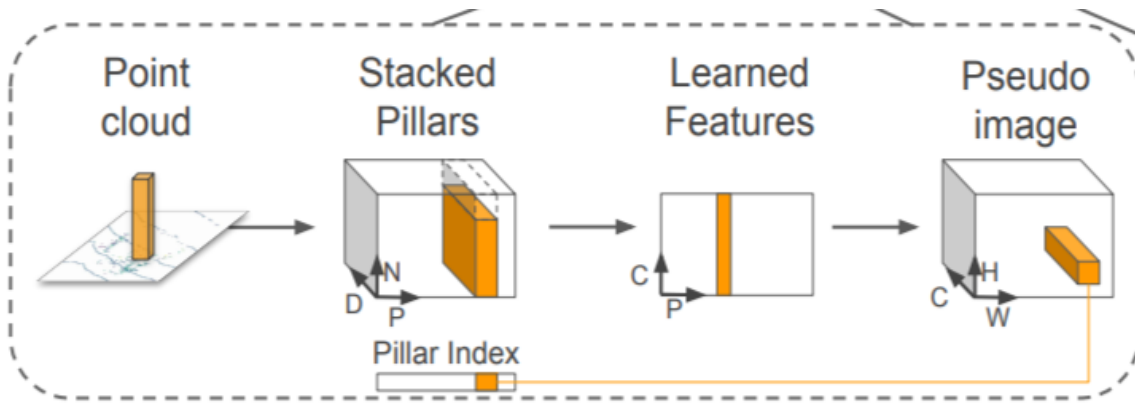 Point
cloud
Stacked
Pillars
Learned
Features
Pseudo
image
N
D
P
C
P
H
C
W
Pillar Index